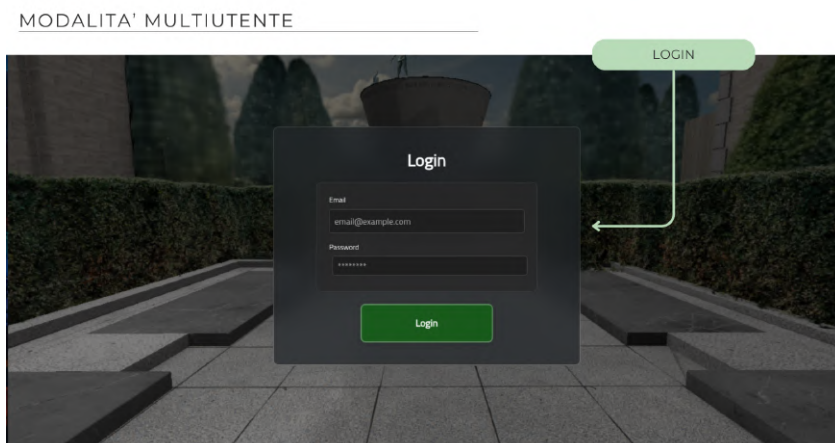 MODALITA' MULTIUTENTE
LOGIN
Login
Email
email@example.com
Password
********
Login